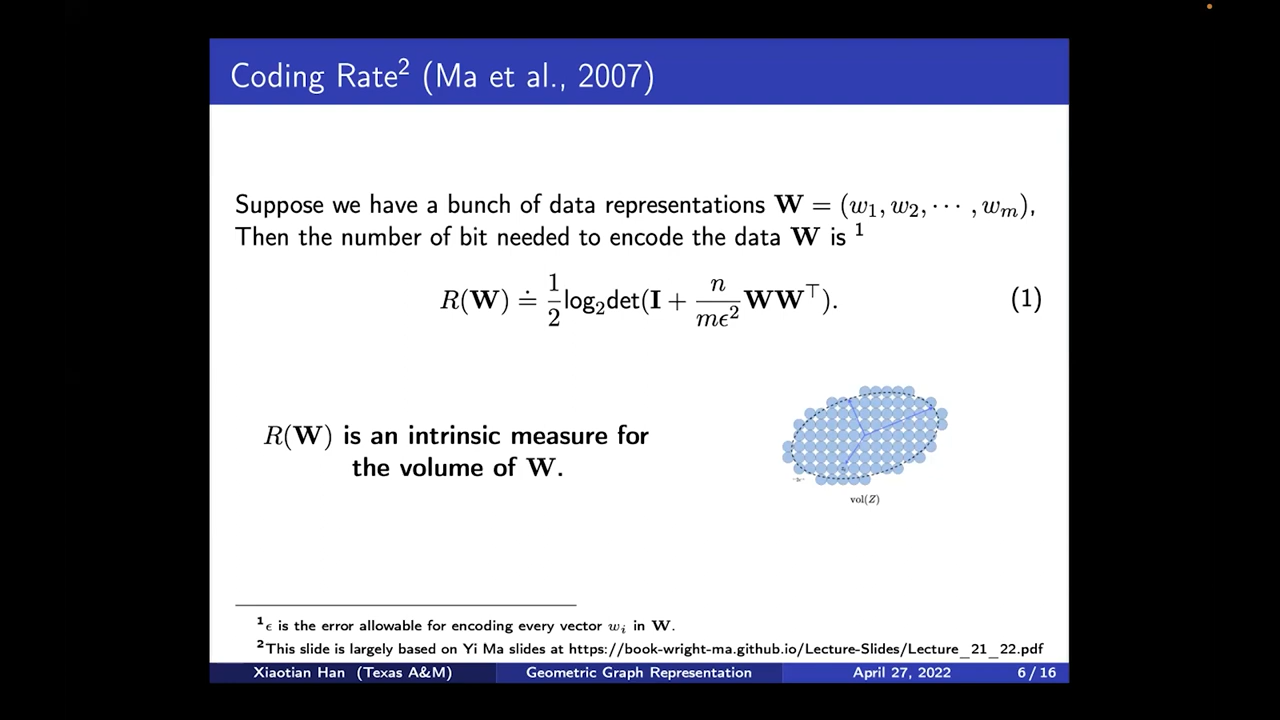 Coding Rate² (Ma et al., 2007)
Suppose we have a bunch of data representations W = (w₁, w₂, ⋯ , wₘ),
Then the number of bit needed to encode the data W is ¹
R(W) ≐ 1/2 log₂det(I + n/(mϵ²) WW⊤). (1)
R(W) is an intrinsic measure for
the volume of W.
vol(Z)
¹ϵ is the error allowable for encoding every vector wᵢ in W.
²This slide is largely based on Yi Ma slides at https://book-wright-ma.github.io/Lecture-Slides/Lecture_21_22.pdf
Xiaotian Han (Texas A&M) Geometric Graph Representation April 27, 2022 6 / 16